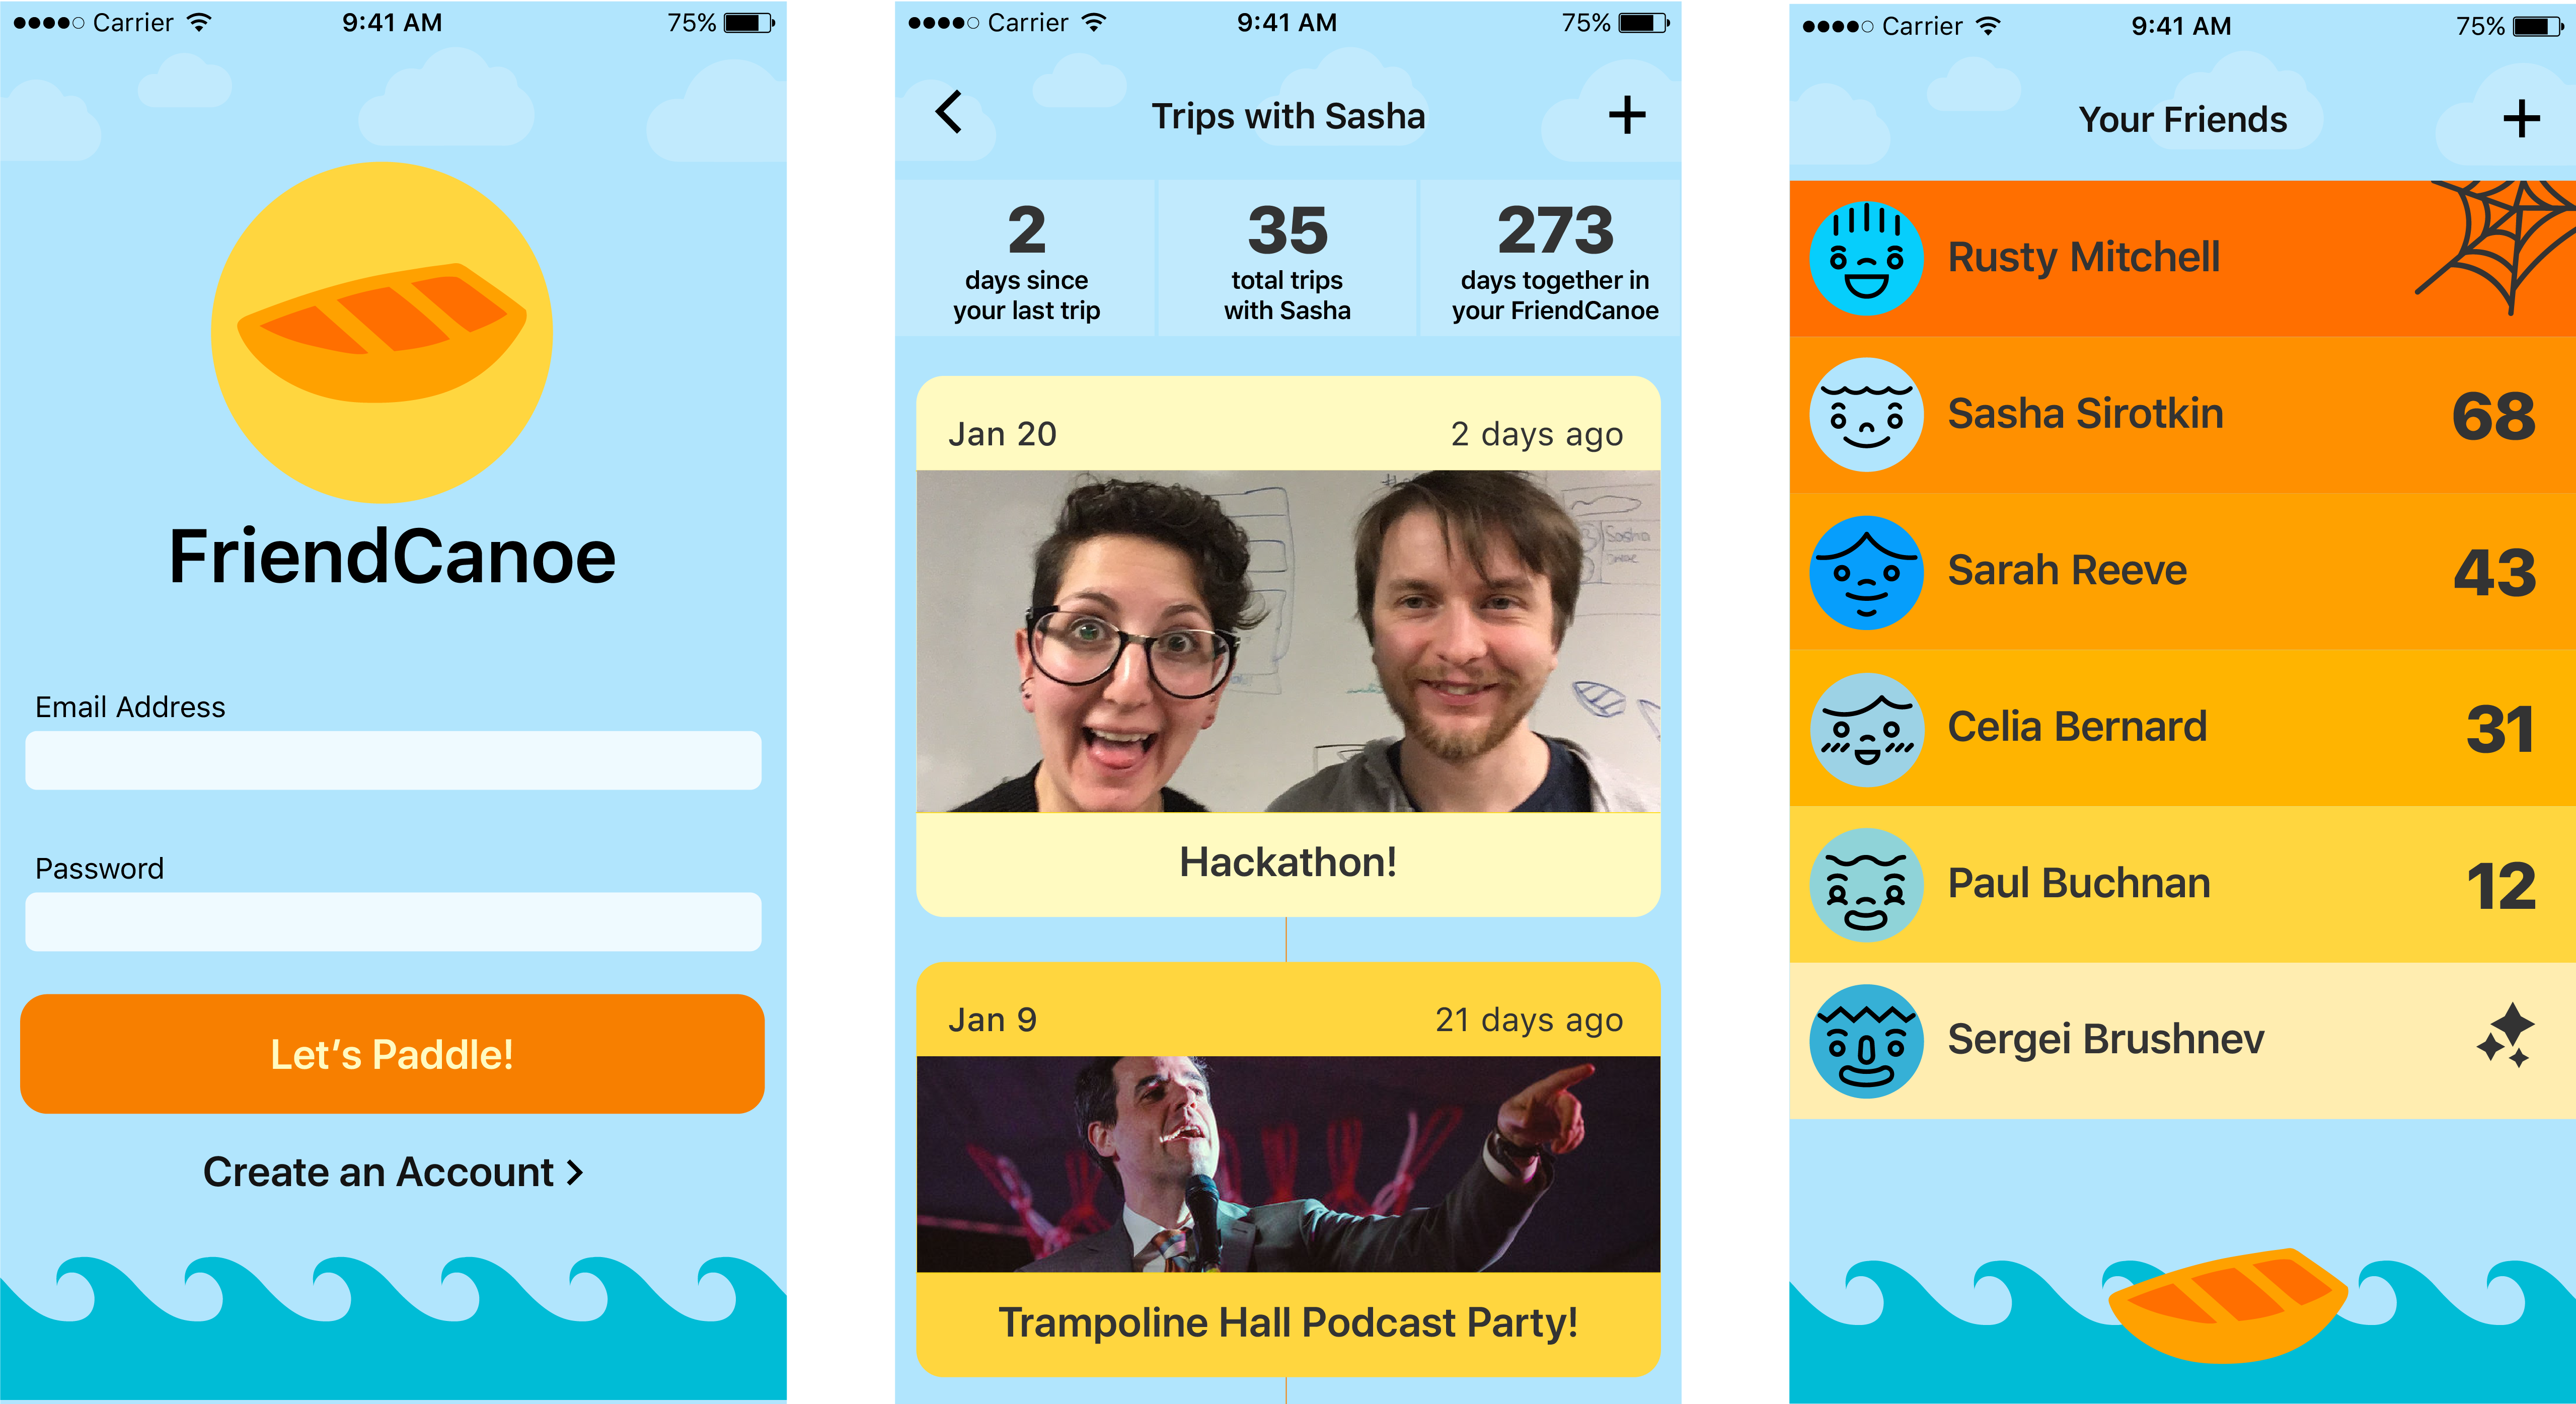 Carrier 9:41 AM 75%
FriendCanoe
Email Address
Password
Let's Paddle!
Create an Account >
Carrier 9:41 AM 75%
Trips with Sasha
2
days since
your last trip
35
total trips
with Sasha
273
days together in
your FriendCanoe
Jan 20 2 days ago
Sasha
Hackathon!
Jan 9 21 days ago
Trampoline Hall Podcast Party!
Carrier 9:41 AM 75%
Your Friends
Rusty Mitchell
Sasha Sirotkin 68
Sarah Reeve 43
Celia Bernard 31
Paul Buchnan 12
Sergei Brushnev